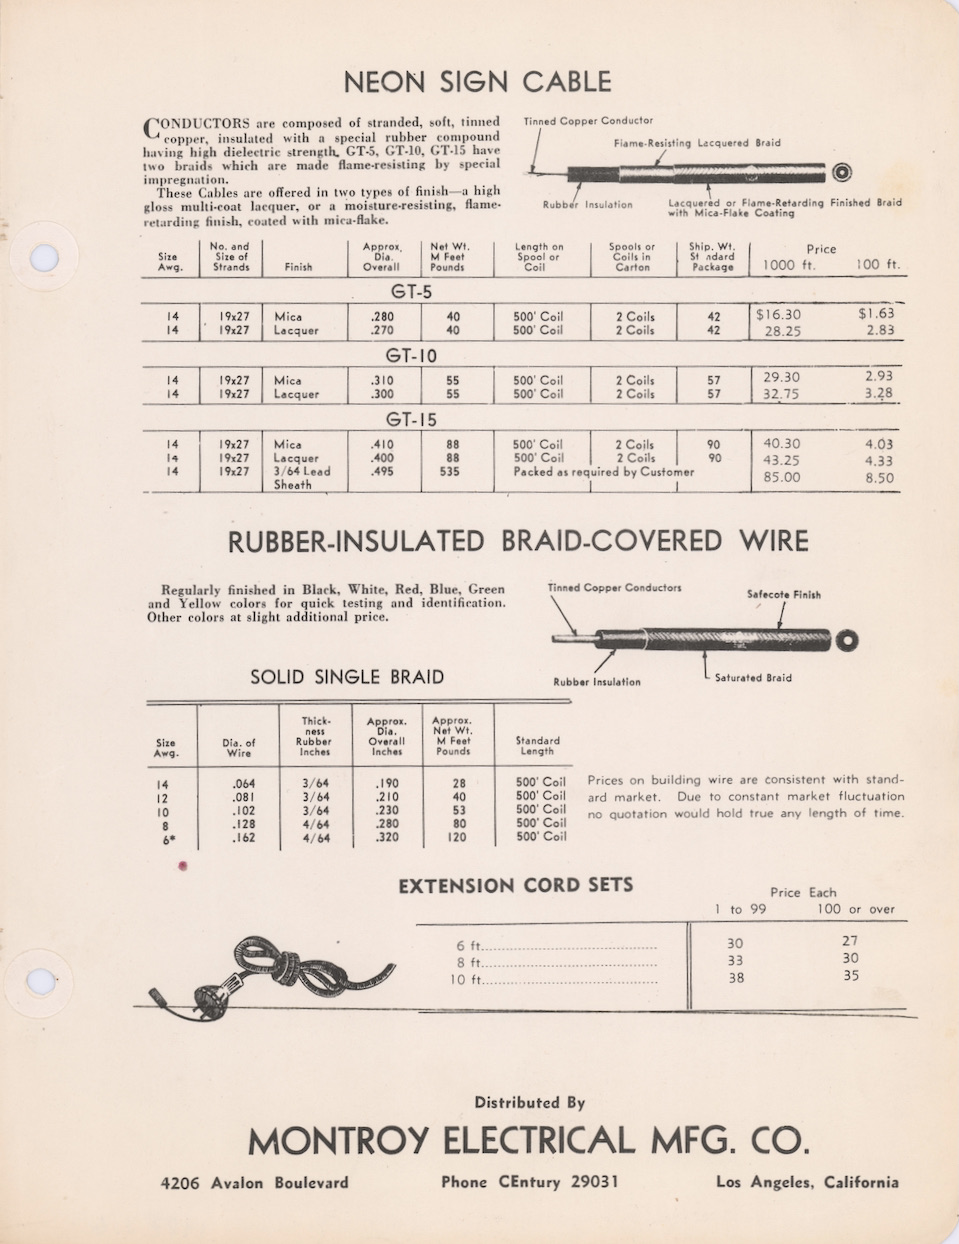 NEON SIGN CABLE
CONDUCTORS are composed of stranded, soft, tinned
copper, insulated with a special rubber compound
having high dielectric strength. GT-5, GT-10, GT-15 have
two braids which are made flame-resisting by special
impregnation.
These Cables are offered in two types of finish—a high
gloss multi-coat lacquer, or a moisture-resisting, flame-
retarding finish, coated with mica-flake.
Tinned Copper Conductor
Flame-Resisting Lacquered Braid
Rubber Insulation
Lacquered or Flame-Retarding Finished Braid
with Mica-Flake Coating
Size Awg. No. and Size of Strands Finish Approx. Dia. Overall Net Wt. M Feet Pounds Length on Spool or Coil Spools or Coils in Carton Ship. Wt. St ndard Package Price 1000 ft. 100 ft.
GT-5
14 19x27 Mica .280 40 500' Coil 2 Coils 42 $16.30 $1.63
14 19x27 Lacquer .270 40 500' Coil 2 Coils 42 28.25 2.83
GT-10
14 19x27 Mica .310 55 500' Coil 2 Coils 57 29.30 2.93
14 19x27 Lacquer .300 55 500' Coil 2 Coils 57 32.75 3.28
GT-15
14 19x27 Mica .410 88 500' Coil 2 Coils 90 40.30 4.03
14 19x27 Lacquer .400 88 500' Coil 2 Coils 90 43.25 4.33
14 19x27 3/64 Lead .495 535 Packed as required by Customer 85.00 8.50
Sheath
RUBBER-INSULATED BRAID-COVERED WIRE
Regularly finished in Black, White, Red, Blue, Green
and Yellow colors for quick testing and identification.
Other colors at slight additional price.
Tinned Copper Conductors
Safecote Finish
Rubber Insulation
Saturated Braid
SOLID SINGLE BRAID
Size Awg. Dia. of Wire Thick- ness Rubber Inches Approx. Dia. Overall Inches Approx. Net Wt. M Feet Pounds Standard Length
14 .064 3/64 .190 28 500' Coil
12 .081 3/64 .210 40 500' Coil
10 .102 3/64 .230 53 500' Coil
8 .128 4/64 .280 80 500' Coil
6* .162 4/64 .320 120 500' Coil
Prices on building wire are consistent with stand-
ard market. Due to constant market fluctuation
no quotation would hold true any length of time.
EXTENSION CORD SETS
Price Each
1 to 99 100 or over
6 ft. 30 27
8 ft. 33 30
10 ft. 38 35
Distributed By
MONTROY ELECTRICAL MFG. CO.
4206 Avalon Boulevard Phone CEntury 29031 Los Angeles, California